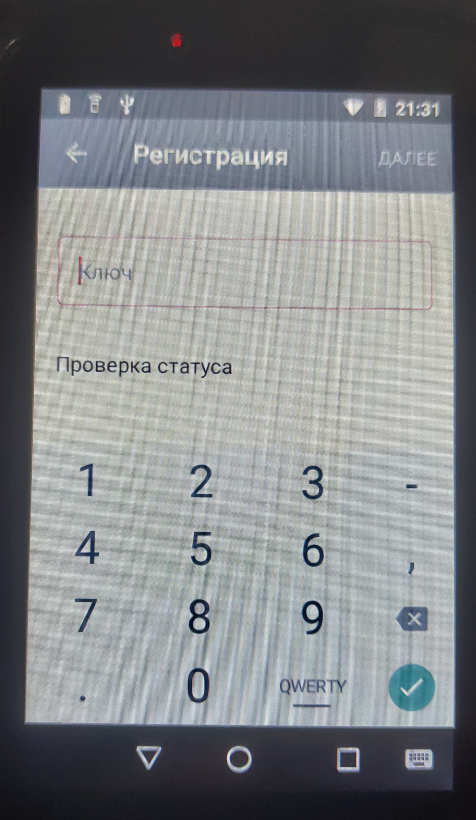 21:31
Регистрация ДАЛЕЕ
Ключ
Проверка статуса
1 2 3 -
4 5 6 ,
7 8 9
. 0 QWERTY